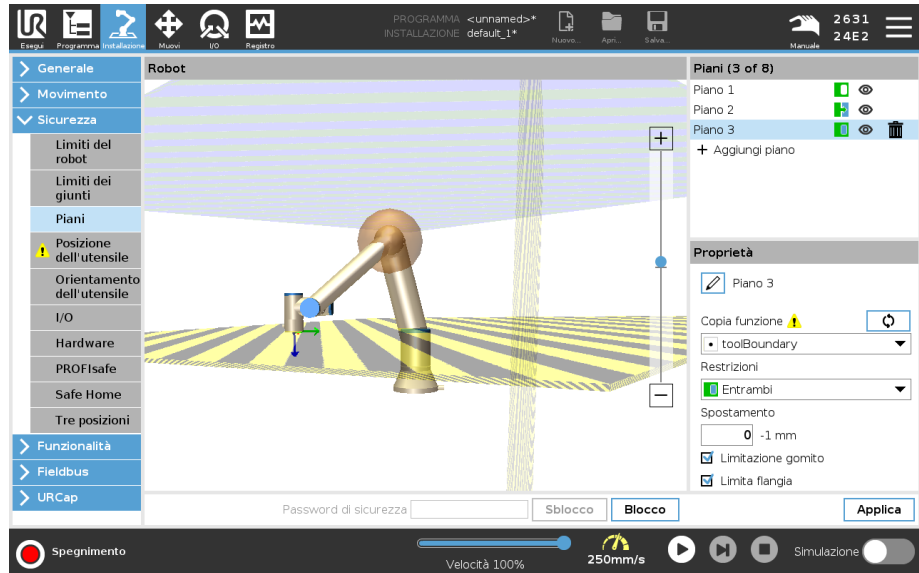 PROGRAMMA <unnamed>*
INSTALLAZIONE default_1*
Esegui Programma Installazione Muovi I/O Registro Nuovo... Apri... Salva... Manuale
2631
24E2
Generale
Movimento
Sicurezza
Limiti del
robot
Limiti dei
giunti
Piani
Posizione
dell'utensile
Orientamento
dell'utensile
I/O
Hardware
PROFIsafe
Safe Home
Tre posizioni
Funzionalità
Fieldbus
URCap
Robot
Piani (3 of 8)
Piano 1
Piano 2
Piano 3
+ Aggiungi piano
Proprietà
Piano 3
Copia funzione
toolBoundary
Restrizioni
Entrambi
Spostamento
0 -1 mm
Limitazione gomito
Limita flangia
Password di sicurezza Sblocco Blocco Applica
Spegnimento
Velocità 100%
250mm/s
Simulazione